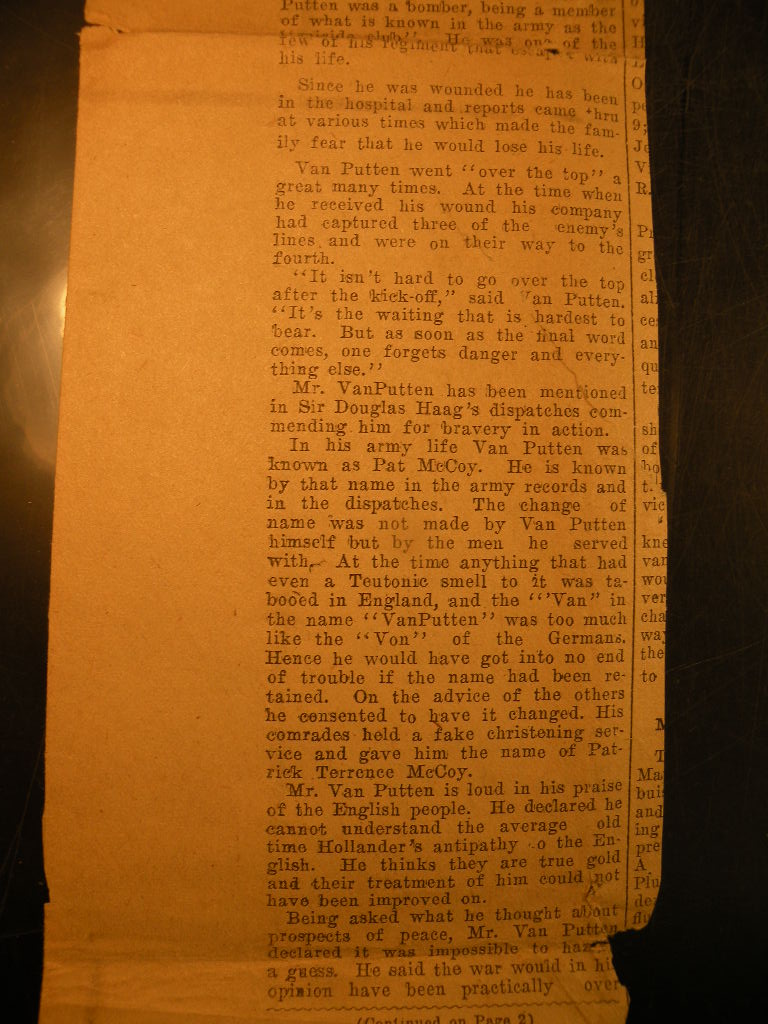 Putten was a bomber, being a member
of what is known in the army as the
few of his regiment that
club". He was one of the
his life.
Since he was wounded he has been
in the hospital and reports came thru
at various times which made the fam-
ily fear that he would lose his life.
Van Putten went "over the top" a
great many times. At the time when
he received his wound his company
had captured three of the enemy's
lines and were on their way to the
fourth.
"It isn't hard to go over the top
after the kick-off," said Van Putten.
"It's the waiting that is hardest to
bear. But as soon as the final word
comes, one forgets danger and every-
thing else."
Mr. VanPutten has been mentioned
in Sir Douglas Haag's dispatches com-
mending him for bravery in action.
In his army life Van Putten was
known as Pat McCoy. He is known
by that name in the army records and
in the dispatches. The change of
name was not made by Van Putten
himself but by the men he served
with. At the time anything that had
even a Teutonic smell to it was ta-
booed in England, and the "'Van" in
the name "VanPutten" was too much
like the "Von" of the Germans.
Hence he would have got into no end
of trouble if the name had been re-
tained. On the advice of the others
he consented to have it changed. His
comrades held a fake christening ser-
vice and gave him the name of Pat-
rick Terrence McCoy.
Mr. Van Putten is loud in his praise
of the English people. He declared he
cannot understand the average old
time Hollander's antipathy to the En-
glish. He thinks they are true gold
and their treatment of him could not
have been improved on.
Being asked what he thought about
prospects of peace, Mr. Van Putten
declared it was impossible to
a guess. He said the war would in his
opinion have been practically over
(Continued on Page 2)